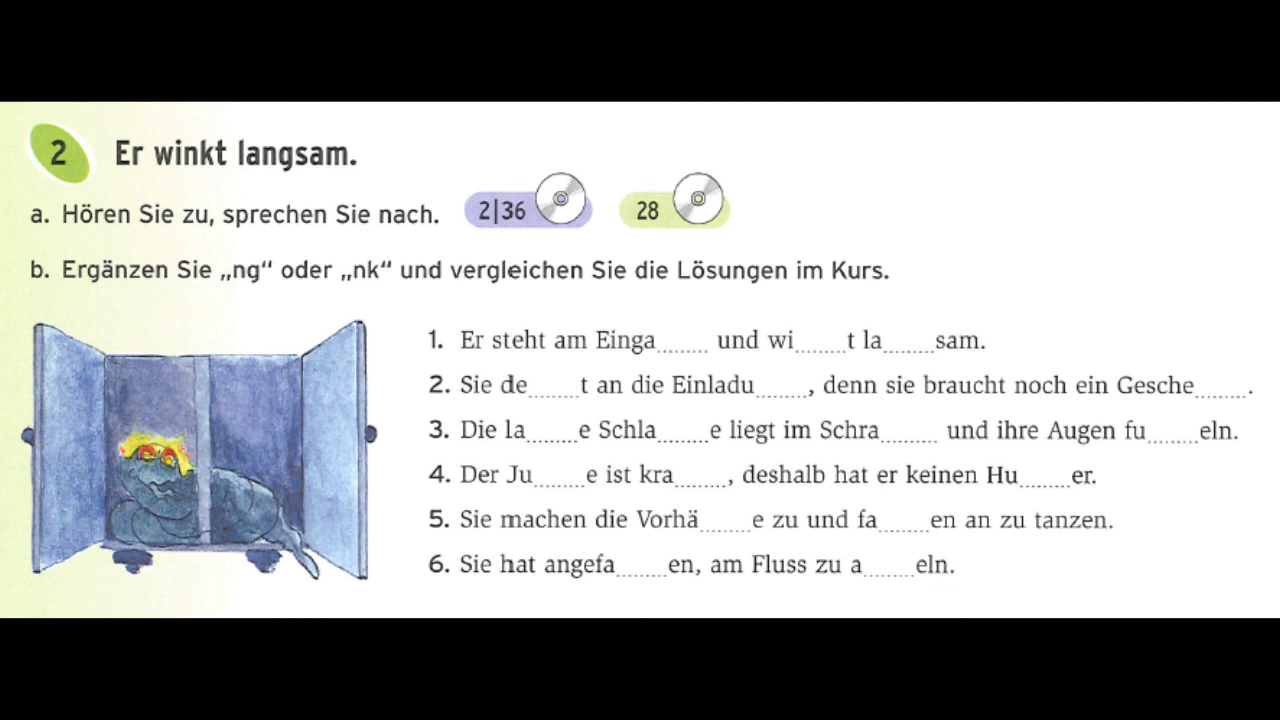 2 Er winkt langsam.
a. Hören Sie zu, sprechen Sie nach. 2|36 28
b. Ergänzen Sie „ng“ oder „nk“ und vergleichen Sie die Lösungen im Kurs.
1. Er steht am Einga........ und wi........t la........sam.
2. Sie de........t an die Einladu........, denn sie braucht noch ein Gesche.........
3. Die la........e Schla........e liegt im Schra........ und ihre Augen fu........eln.
4. Der Ju........e ist kra........, deshalb hat er keinen Hu........er.
5. Sie machen die Vorhä........e zu und fa........en an zu tanzen.
6. Sie hat angefa........en, am Fluss zu a........eln.